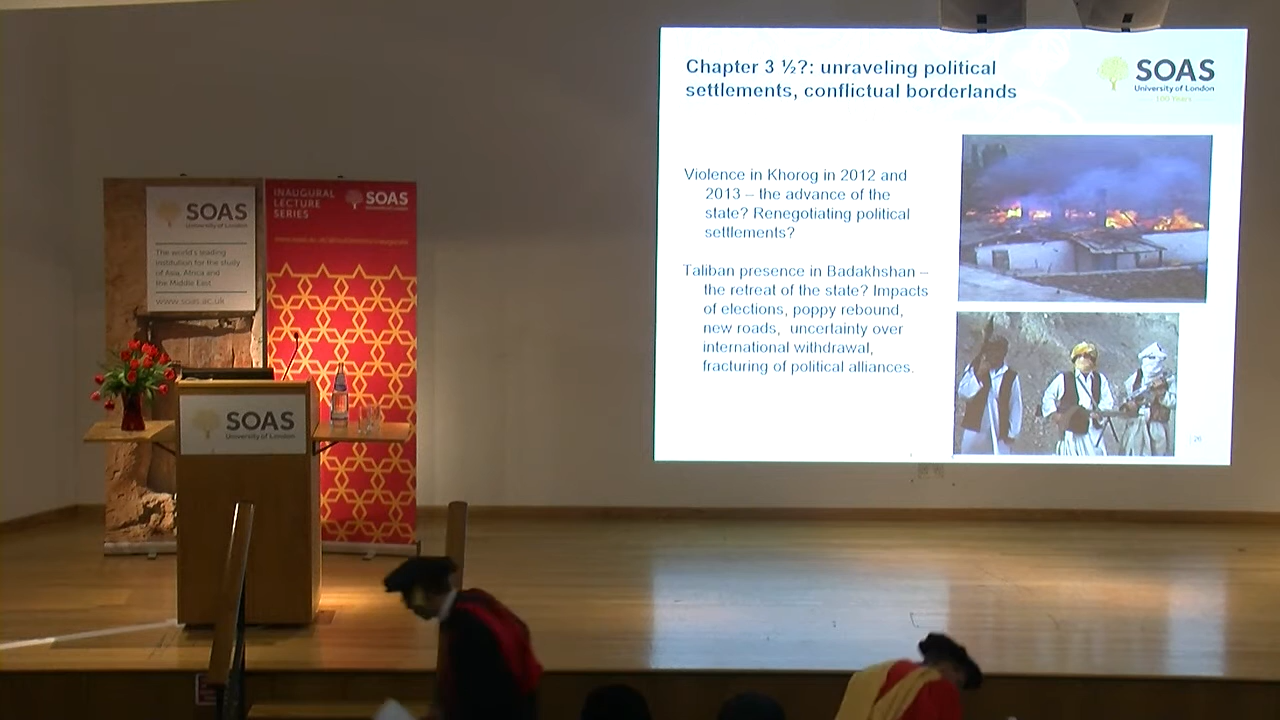 Chapter 3 ½?: unraveling political
settlements, conflictual borderlands
SOAS
University of London
100 Years
Violence in Khorog in 2012 and
2013 – the advance of the
state? Renegotiating political
settlements?
Taliban presence in Badakhshan –
the retreat of the state? Impacts
of elections, poppy rebound,
new roads, uncertainty over
international withdrawal,
fracturing of political alliances.
26
SOAS
University of London
The world's leading
institution for the study
of Asia, Africa and
the Middle East
www.soas.ac.uk
INAUGURAL
LECTURE
SERIES
SOAS
SOAS
University of London